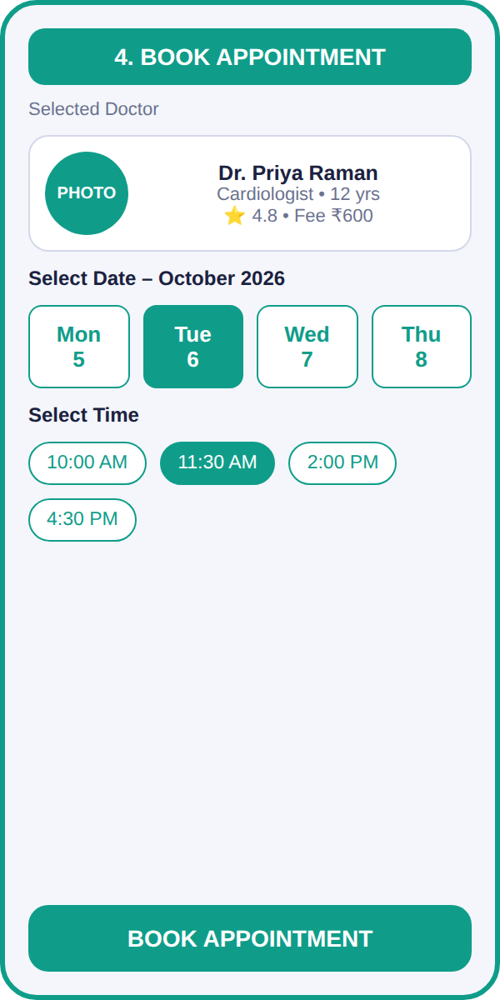 4. BOOK APPOINTMENT
Selected Doctor
PHOTO
Dr. Priya Raman
Cardiologist • 12 yrs
⭐ 4.8 • Fee ₹600
Select Date – October 2026
Mon Tue Wed Thu
5 6 7 8
Select Time
10:00 AM 11:30 AM 2:00 PM
4:30 PM
BOOK APPOINTMENT